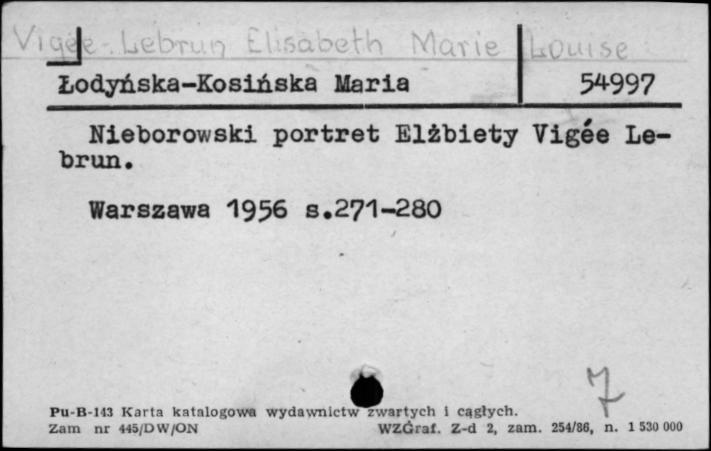 Vigée-Lebrun Elisabeth Marie Louise
Łodyńska-Kosińska Maria 54997
Nieborowski portret Elżbiety Vigée Le-
brun.
Warszawa 1956 s.271-280
7
Pu-B-143 Karta katalogowa wydawnictw zwartych i cągłych.
Zam nr 445/DW/ON WZGraf. Z-d 2, zam. 254/86, n. 1 530 000